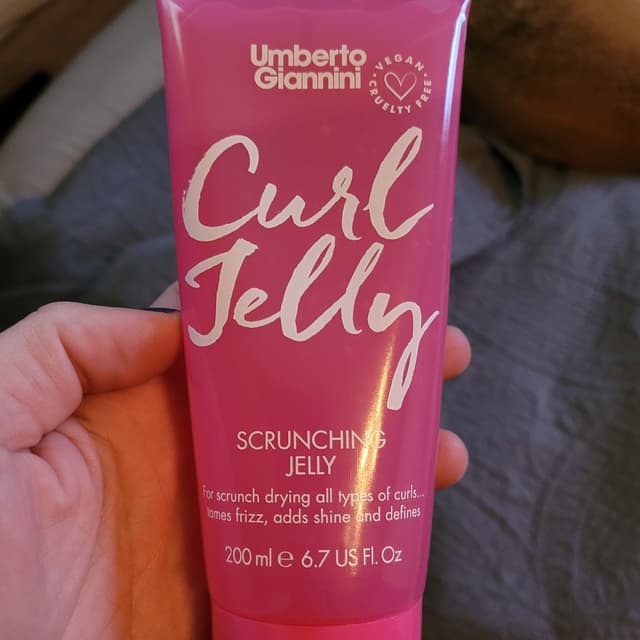 Umberto
Giannini
VEGAN
CRUELTY FREE
Curl
Jelly
SCRUNCHING
JELLY
For scrunch drying all types of curls...
tames frizz, adds shine and defines
200 ml e 6.7 US Fl. Oz